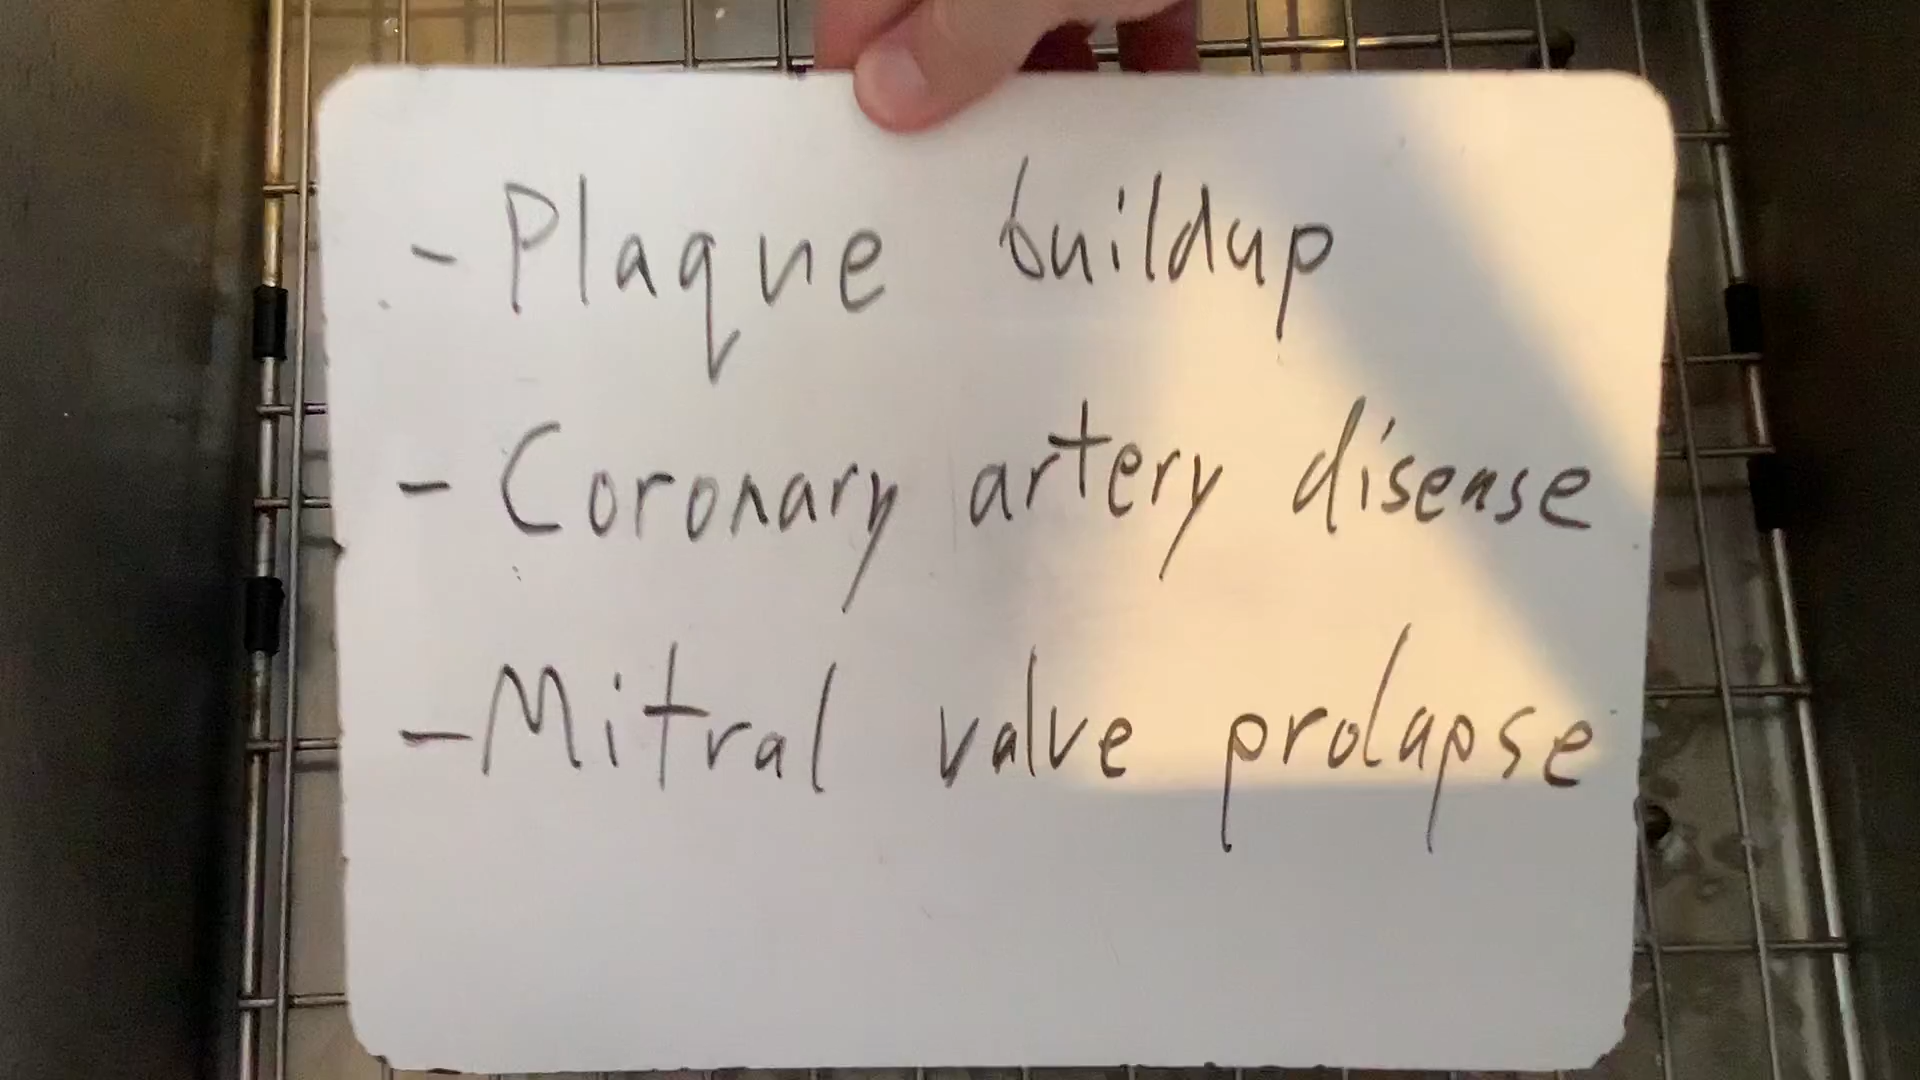 - Plaque buildup
- Coronary artery disease
- Mitral valve prolapse